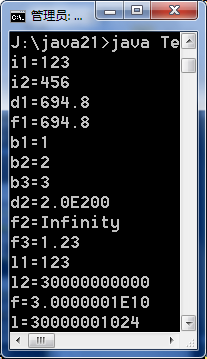 管理员: ...
J:\java21>java Te
i1=123
i2=456
d1=694.8
f1=694.8
b1=1
b2=2
b3=3
d2=2.0E200
f2=Infinity
f3=1.23
l1=123
l2=30000000000
f=3.0000001E10
l=30000001024